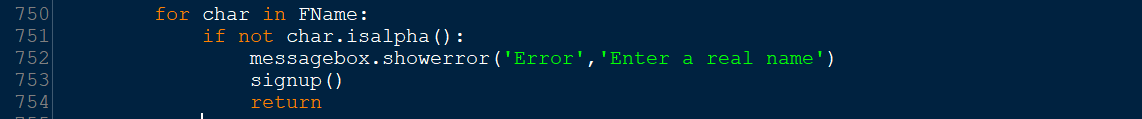 750 for char in FName:
751 if not char.isalpha():
752 messagebox.showerror('Error','Enter a real name')
753 signup()
754 return